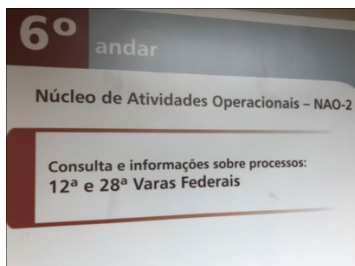 6º andar
Núcleo de Atividades Operacionais – NAO-2
Consulta e informações sobre processos:
12ª e 28ª Varas Federais